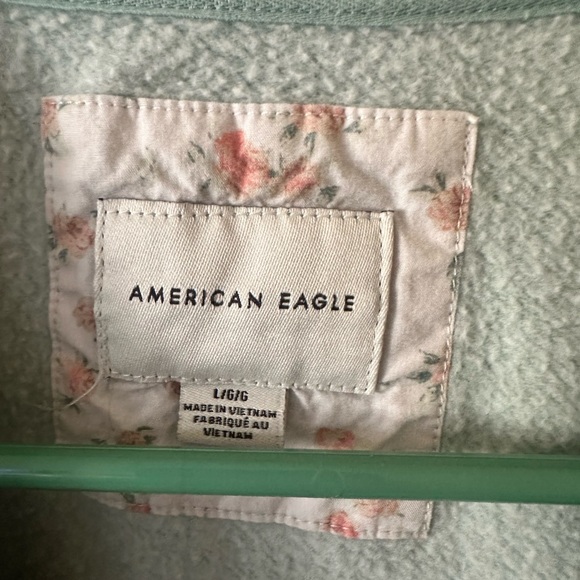 AMERICAN EAGLE
L/G/G
MADE IN VIETNAM
FABRIQUÉ AU
VIETNAM